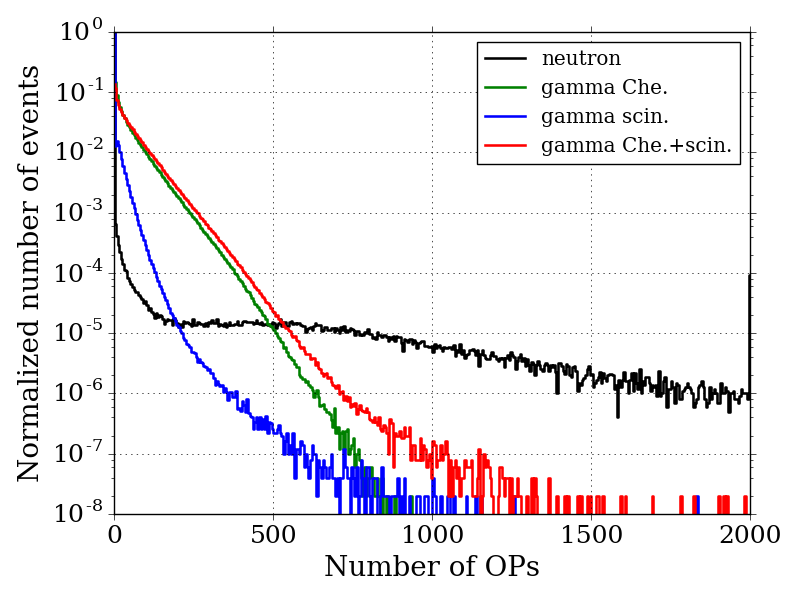 Normalized number of events
10^0
10^-1
10^-2
10^-3
10^-4
10^-5
10^-6
10^-7
10^-8
neutron
gamma Che.
gamma scin.
gamma Che.+scin.
0 500 1000 1500 2000
Number of OPs